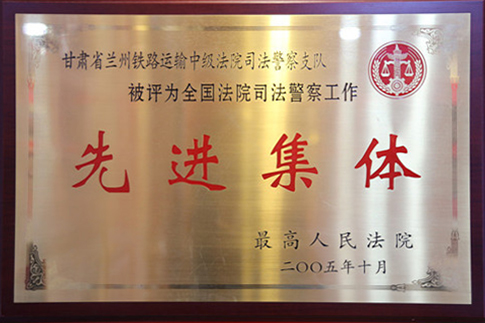 甘肃省兰州铁路运输中级法院司法警察支队
被评为全国法院司法警察工作
先进集体
最高人民法院
二〇〇五年十月